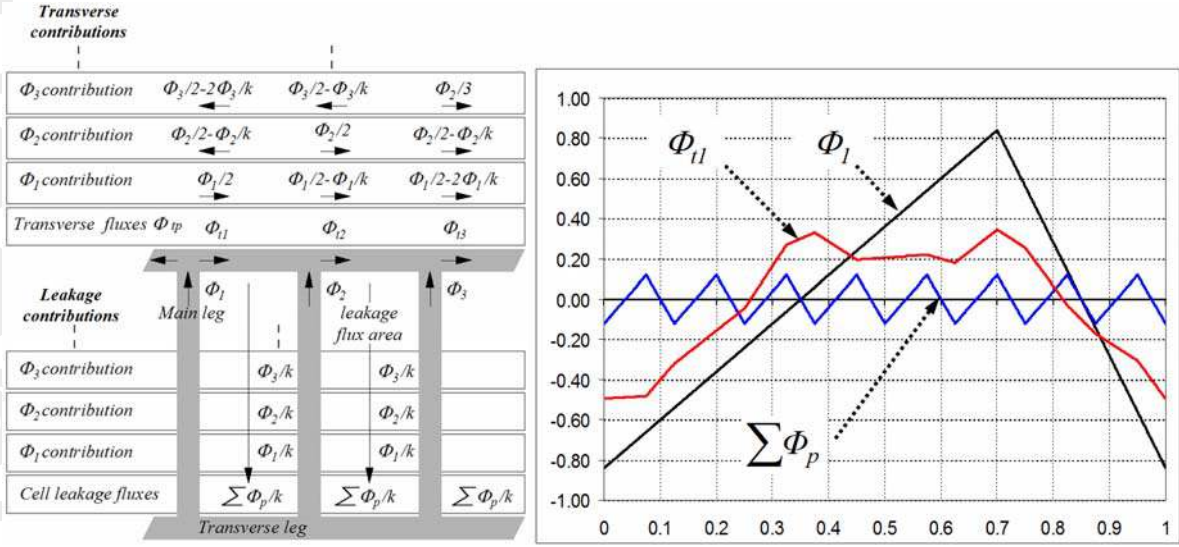 Transverse
contributions
Φ3 contribution Φ3/2-2Φ3/k Φ3/2-Φ3/k Φ2/3
Φ2 contribution Φ2/2-Φ2/k Φ2/2 Φ2/2-Φ2/k
Φ1 contribution Φ1/2 Φ1/2-Φ1/k Φ1/2-2Φ1/k
Transverse fluxes Φtp Φt1 Φt2 Φt3
Φ1 Φ2 Φ3
Leakage
contributions
Main leg
leakage
flux area
Φ3 contribution Φ3/k Φ3/k
Φ2 contribution Φ2/k Φ2/k
Φ1 contribution Φ1/k Φ1/k
Cell leakage fluxes ∑Φp/k ∑Φp/k ∑Φp/k
Transverse leg
1.00
0.80
0.60
0.40
0.20
0.00
-0.20
-0.40
-0.60
-0.80
-1.00
Φt1 Φ1
∑Φp
0 0.1 0.2 0.3 0.4 0.5 0.6 0.7 0.8 0.9 1